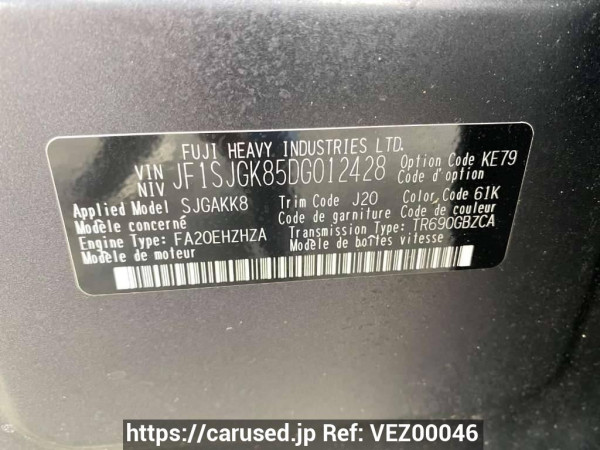 FUJI HEAVY INDUSTRIES LTD.
VIN
NIV JF1SJGK85DG012428 Option Code KE79
Code d'option
Applied Model SJGAKK8 Trim Code J20 Color Code 61K
Modèle concerné Code de garniture Code de couleur
Engine Type: FA20EHZHZA Transmission Type: TR690GBZCA
Modèle de moteur Modèle de boîtes vitesse
https://carused.jp Ref: VEZ00046